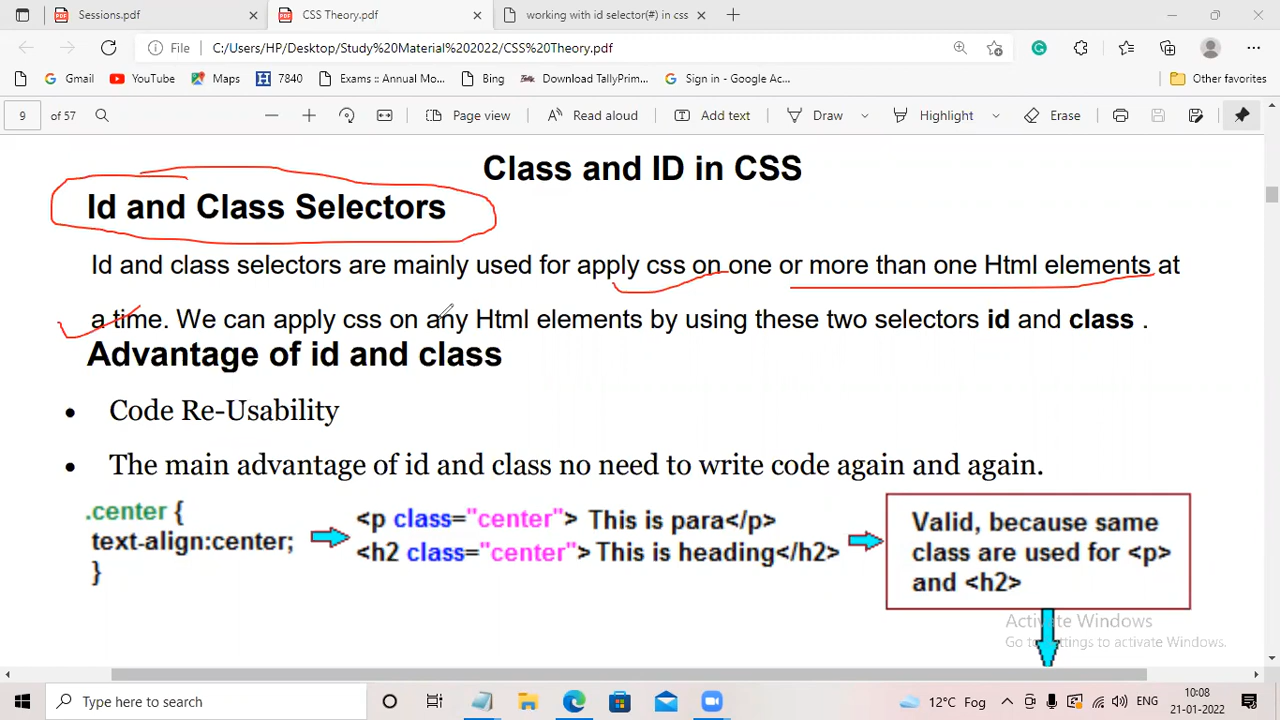 Sessions.pdf
CSS Theory.pdf
working with id selector(#) in css
File
C:/Users/HP/Desktop/Study%20Material%202022/CSS%20Theory.pdf
Gmail
YouTube
Maps
7840
Exams :: Annual Mo...
Bing
Download TallyPrim...
Sign in - Google Ac...
Other favorites
9
of 57
Page view
Read aloud
Add text
Draw
Highlight
Erase
Class and ID in CSS
Id and Class Selectors
Id and class selectors are mainly used for apply css on one or more than one Html elements at
a time. We can apply css on any Html elements by using these two selectors id and class .
Advantage of id and class
• Code Re-Usability
• The main advantage of id and class no need to write code again and again.
.center {
text-align:center;
}
<p class="center"> This is para</p>
<h2 class="center"> This is heading</h2>
Valid, because same
class are used for <p>
and <h2>
Activate Windows
Go to Settings to activate Windows.
Type here to search
12°C Fog
ENG
10:08
21-01-2022